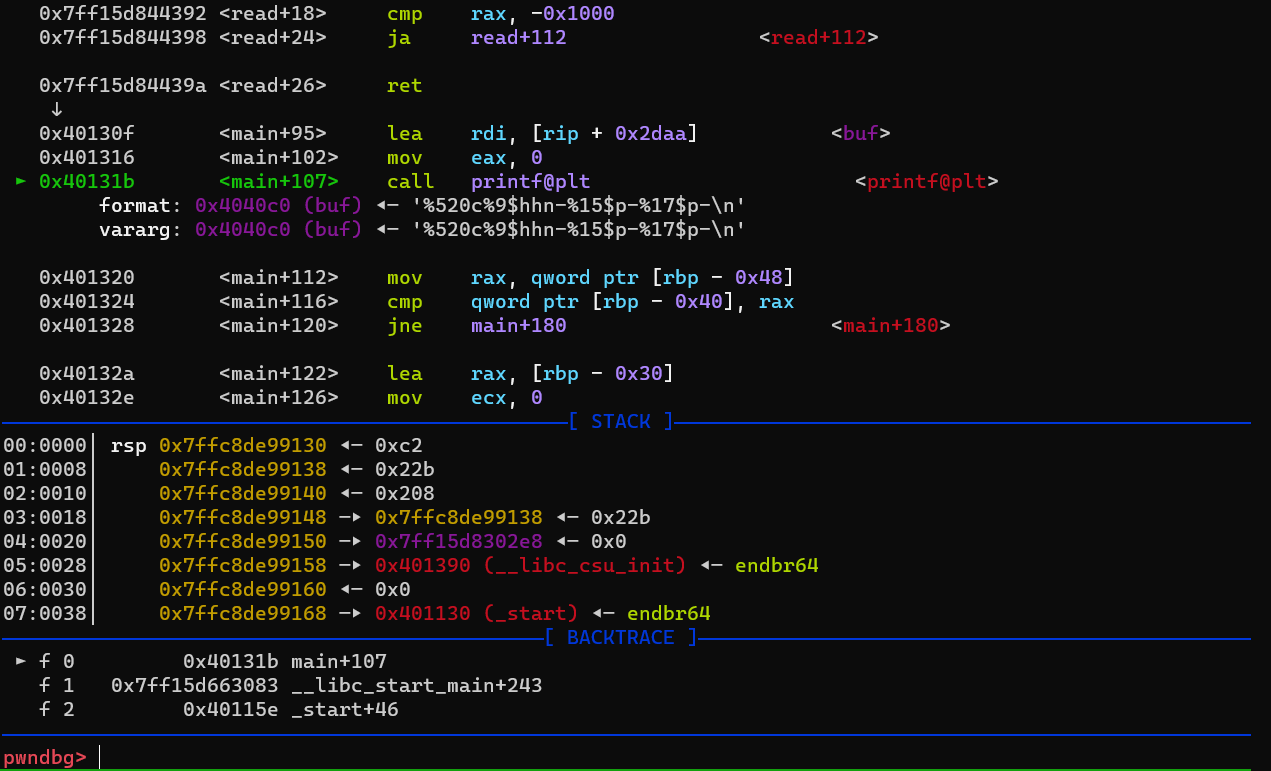 0x7ff15d844392 <read+18> cmp rax, -0x1000
0x7ff15d844398 <read+24> ja read+112 <read+112>
0x7ff15d84439a <read+26> ret
↓
0x40130f <main+95> lea rdi, [rip + 0x2daa] <buf>
0x401316 <main+102> mov eax, 0
► 0x40131b <main+107> call printf@plt <printf@plt>
format: 0x4040c0 (buf) ◂— '%520c%9$hhn-%15$p-%17$p-\n'
vararg: 0x4040c0 (buf) ◂— '%520c%9$hhn-%15$p-%17$p-\n'
0x401320 <main+112> mov rax, qword ptr [rbp - 0x48]
0x401324 <main+116> cmp qword ptr [rbp - 0x40], rax
0x401328 <main+120> jne main+180 <main+180>
0x40132a <main+122> lea rax, [rbp - 0x30]
0x40132e <main+126> mov ecx, 0
[ STACK ]
00:0000│ rsp 0x7ffc8de99130 ◂— 0xc2
01:0008│ 0x7ffc8de99138 ◂— 0x22b
02:0010│ 0x7ffc8de99140 ◂— 0x208
03:0018│ 0x7ffc8de99148 —▸ 0x7ffc8de99138 ◂— 0x22b
04:0020│ 0x7ffc8de99150 —▸ 0x7ff15d8302e8 ◂— 0x0
05:0028│ 0x7ffc8de99158 —▸ 0x401390 (__libc_csu_init) ◂— endbr64
06:0030│ 0x7ffc8de99160 ◂— 0x0
07:0038│ 0x7ffc8de99168 —▸ 0x401130 (_start) ◂— endbr64
[ BACKTRACE ]
► f 0 0x40131b main+107
f 1 0x7ff15d663083 __libc_start_main+243
f 2 0x40115e _start+46
pwndbg>